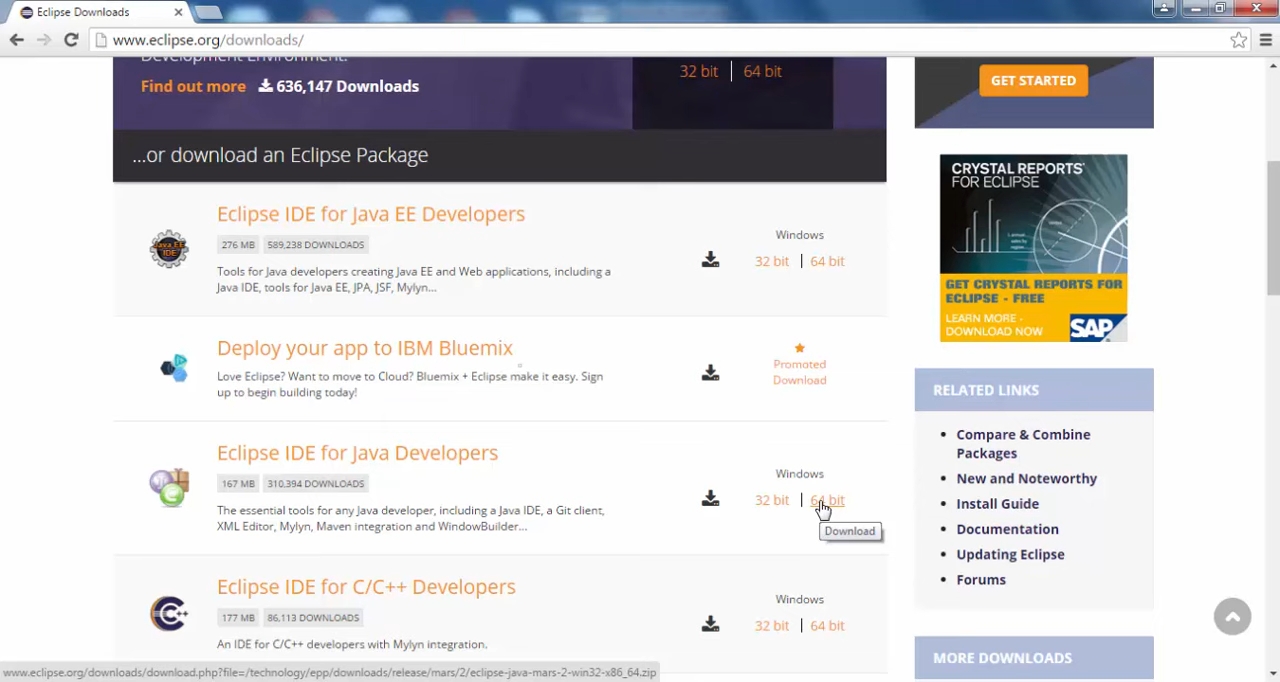 Eclipse Downloads
www.eclipse.org/downloads/
Development Environment.
Find out more 636,147 Downloads
32 bit | 64 bit
GET STARTED
...or download an Eclipse Package
Java EE
IDE
Eclipse IDE for Java EE Developers
276 MB 589,238 DOWNLOADS
Tools for Java developers creating Java EE and Web applications, including a
Java IDE, tools for Java EE, JPA, JSF, Mylyn...
Windows
32 bit | 64 bit
Deploy your app to IBM Bluemix
Love Eclipse? Want to move to Cloud? Bluemix + Eclipse make it easy. Sign
up to begin building today!
Promoted
Download
Eclipse IDE for Java Developers
167 MB 310,394 DOWNLOADS
The essential tools for any Java developer, including a Java IDE, a Git client,
XML Editor, Mylyn, Maven integration and WindowBuilder...
Windows
32 bit | 64 bit
Download
C++
Eclipse IDE for C/C++ Developers
177 MB 86,113 DOWNLOADS
An IDE for C/C++ developers with Mylyn integration.
Windows
32 bit | 64 bit
CRYSTAL REPORTS®
FOR ECLIPSE
GET CRYSTAL REPORTS FOR
ECLIPSE - FREE
LEARN MORE -
DOWNLOAD NOW
SAP
RELATED LINKS
Compare & Combine
Packages
New and Noteworthy
Install Guide
Documentation
Updating Eclipse
Forums
MORE DOWNLOADS
www.eclipse.org/downloads/download.php?file=/technology/epp/downloads/release/mars/2/eclipse-java-mars-2-win32-x86_64.zip